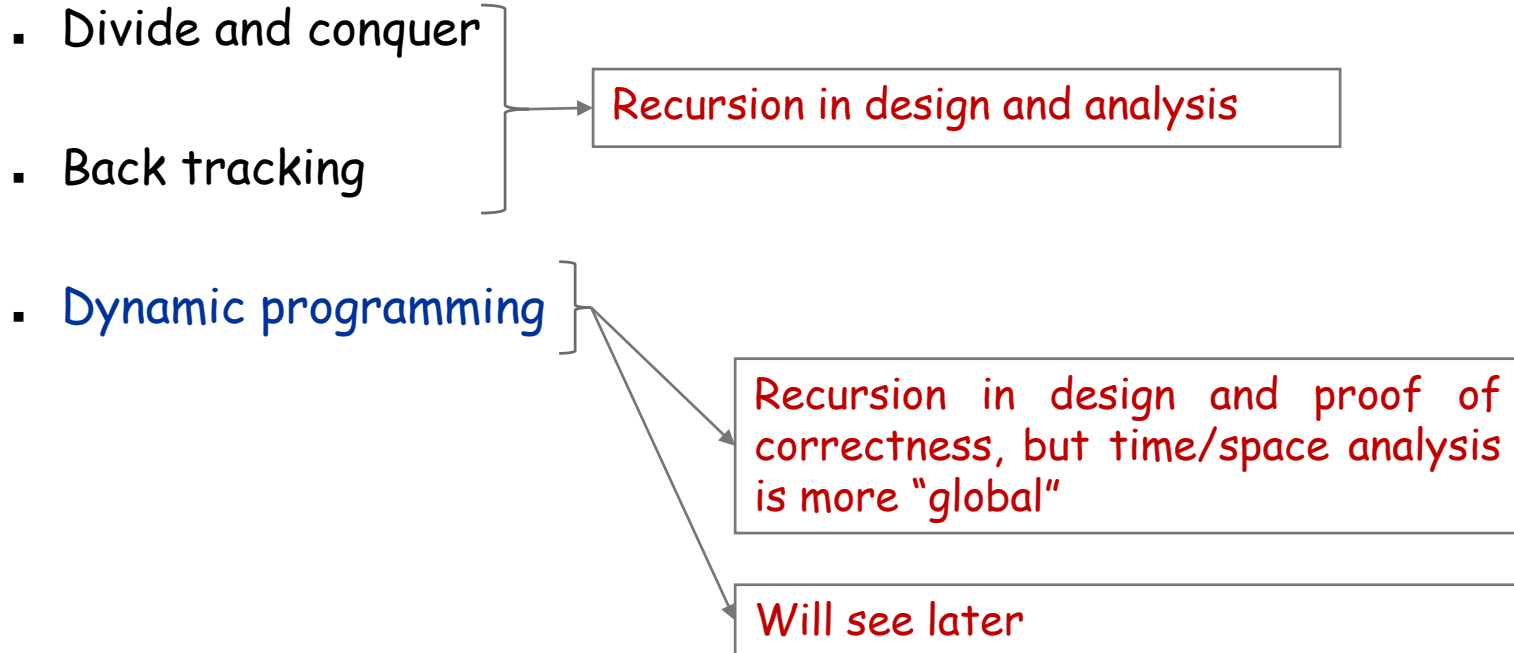 ▪ Divide and conquer
Recursion in design and analysis
▪ Back tracking
▪ Dynamic programming
Recursion in design and proof of
correctness, but time/space analysis
is more “global”
Will see later